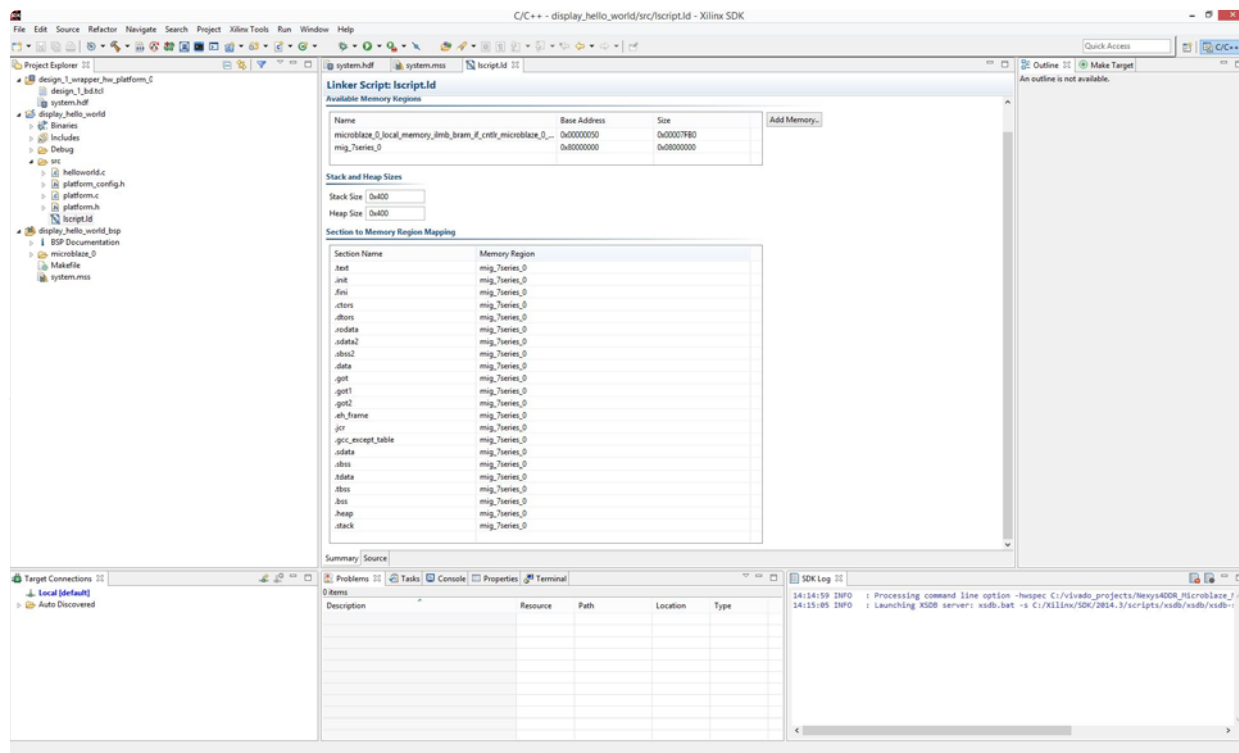 C/C++ - display_hello_world/src/lscript.ld - Xilinx SDK
File Edit Source Refactor Navigate Search Project Xilinx Tools Run Window Help
Quick Access
C/C++
Project Explorer
design_1_wrapper_hw_platform_0
design_1_bd.tcl
system.hdf
display_hello_world
Binaries
Includes
Debug
src
helloworld.c
platform_config.h
platform.c
platform.h
lscript.ld
display_hello_world_bsp
BSP Documentation
microblaze_0
Makefile
system.mss
system.hdf system.mss lscript.ld
Linker Script: lscript.ld
Available Memory Regions
Name Base Address Size
microblaze_0_local_memory_ilmb_bram_if_cntlr_microblaze_0_... 0x00000050 0x00007FB0
mig_7series_0 0x80000000 0x08000000
Add Memory..
Stack and Heap Sizes
Stack Size 0x400
Heap Size 0x400
Section to Memory Region Mapping
Section Name Memory Region
.text mig_7series_0
.init mig_7series_0
.fini mig_7series_0
.ctors mig_7series_0
.dtors mig_7series_0
.rodata mig_7series_0
.sdata2 mig_7series_0
.sbss2 mig_7series_0
.data mig_7series_0
.got mig_7series_0
.got1 mig_7series_0
.got2 mig_7series_0
.eh_frame mig_7series_0
.jcr mig_7series_0
.gcc_except_table mig_7series_0
.sdata mig_7series_0
.sbss mig_7series_0
.tdata mig_7series_0
.tbss mig_7series_0
.bss mig_7series_0
.heap mig_7series_0
.stack mig_7series_0
Summary Source
Outline Make Target
An outline is not available.
Target Connections
Local [default]
Auto Discovered
Problems Tasks Console Properties Terminal
0 items
Description Resource Path Location Type
SDK Log
14:14:59 INFO : Processing command line option -hwspec C:/vivado_projects/Nexys4DDR_Microblaze_
14:15:05 INFO : Launching XSDB server: xsdb.bat -s C:/Xilinx/SDK/2014.3/scripts/xsdb/xsdb/xsdb-